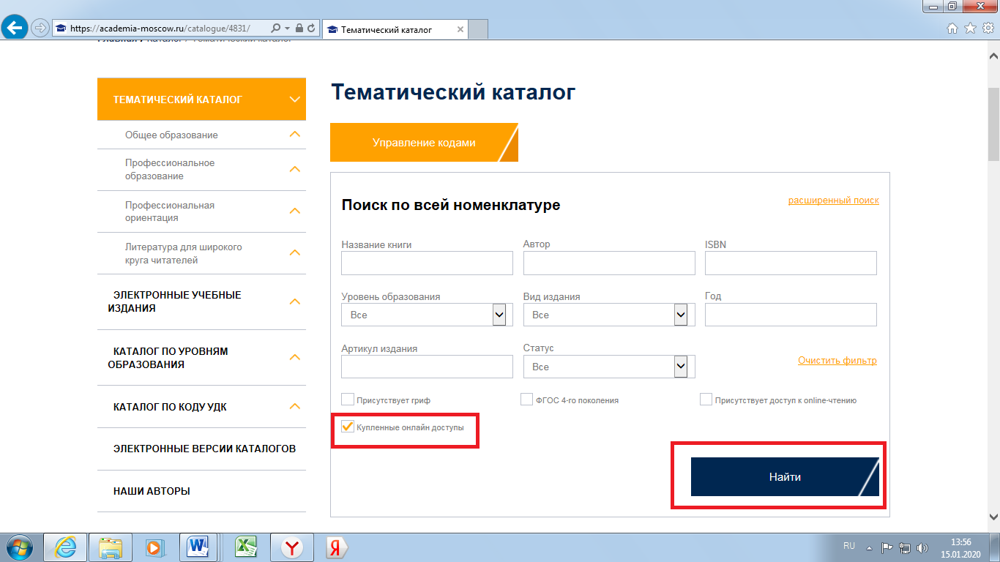 https://academia-moscow.ru/catalogue/4831/
Тематический каталог
Главная / Каталог / Тематический каталог
ТЕМАТИЧЕСКИЙ КАТАЛОГ
Общее образование
Профессиональное
образование
Профессиональная
ориентация
Литература для широкого
круга читателей
ЭЛЕКТРОННЫЕ УЧЕБНЫЕ
ИЗДАНИЯ
КАТАЛОГ ПО УРОВНЯМ
ОБРАЗОВАНИЯ
КАТАЛОГ ПО КОДУ УДК
ЭЛЕКТРОННЫЕ ВЕРСИИ КАТАЛОГОВ
НАШИ АВТОРЫ
Тематический каталог
Управление кодами
Поиск по всей номенклатуре
расширенный поиск
Название книги
Автор
ISBN
Уровень образования
Вид издания
Год
Все
Все
Артикул издания
Статус
Все
Очистить фильтр
Присутствует гриф
ФГОС 4-го поколения
Присутствует доступ к online-чтению
Купленные онлайн доступы
Найти
RU
13:56
15.01.2020